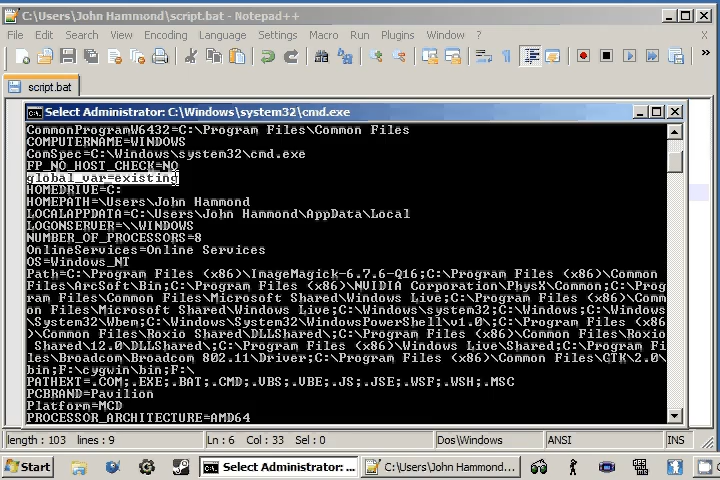 C:\Users\John Hammond\script.bat - Notepad++
File Edit Search View Encoding Language Settings Macro Run Plugins Window ? X
script.bat
Select Administrator: C:\Windows\system32\cmd.exe
CommonProgramW6432=C:\Program Files\Common Files
COMPUTERNAME=WINDOWS
ComSpec=C:\Windows\system32\cmd.exe
FP_NO_HOST_CHECK=NO
global_var=existing
HOMEDRIVE=C:
HOMEPATH=\Users\John Hammond
LOCALAPPDATA=C:\Users\John Hammond\AppData\Local
LOGONSERVER=\\WINDOWS
NUMBER_OF_PROCESSORS=8
OnlineServices=Online Services
OS=Windows_NT
Path=C:\Program Files (x86)\ImageMagick-6.7.6-Q16;C:\Program Files (x86)\Common
Files\ArcSoft\Bin;C:\Program Files (x86)\NVIDIA Corporation\PhysX\Common;C:\Prog
ram Files\Common Files\Microsoft Shared\Windows Live;C:\Program Files (x86)\Comm
on Files\Microsoft Shared\Windows Live;C:\Windows\system32;C:\Windows;C:\Windows
\System32\Wbem;C:\Windows\System32\WindowsPowerShell\v1.0\;C:\Program Files (x86
)\Common Files\Roxio Shared\DLLShared\;C:\Program Files (x86)\Common Files\Roxio
 Shared\12.0\DLLShared\;C:\Program Files (x86)\Windows Live\Shared;C:\Program Fi
les\Broadcom\Broadcom 802.11\Driver;C:\Program Files (x86)\Common Files\GTK\2.0\
bin;F:\cygwin\bin;F:\
PATHEXT=.COM;.EXE;.BAT;.CMD;.VBS;.VBE;.JS;.JSE;.WSF;.WSH;.MSC
PCBRAND=Pavilion
Platform=MCD
PROCESSOR_ARCHITECTURE=AMD64
length : 103 lines : 9 Ln : 6 Col : 33 Sel : 0 Dos\Windows ANSI INS
Start Select Administrator: ... C:\Users\John Hammond\...